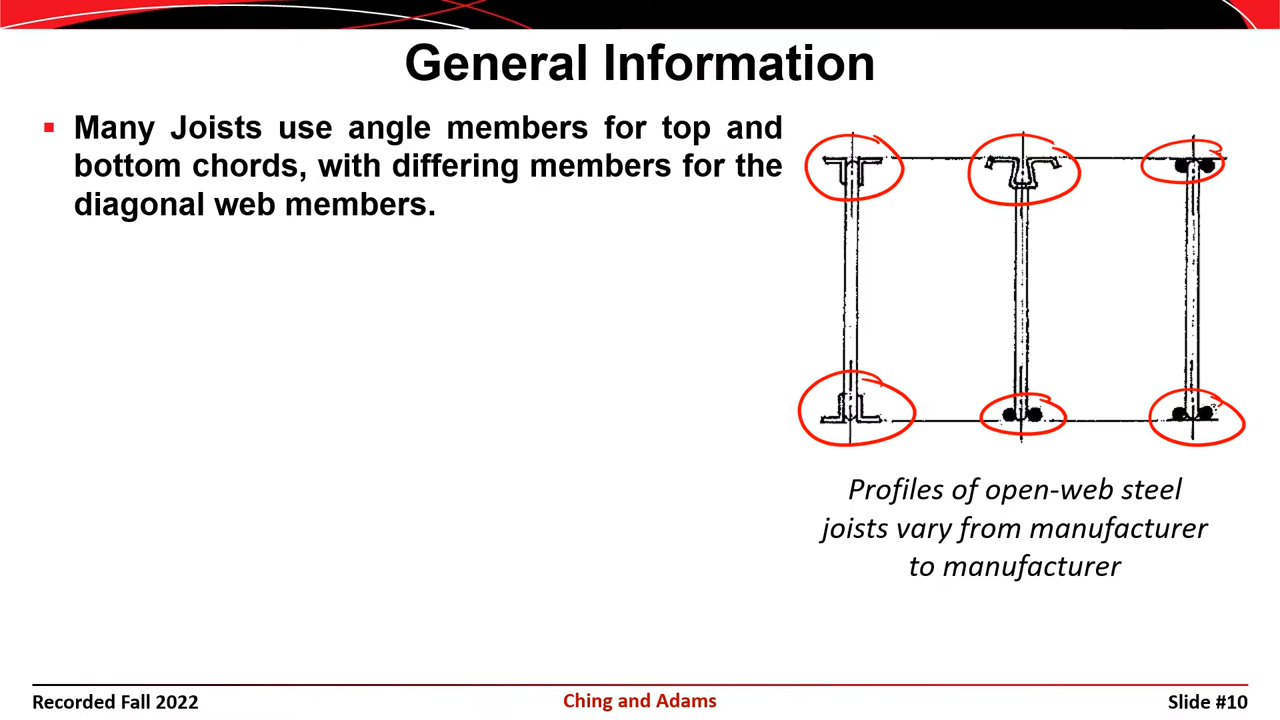 General Information
Many Joists use angle members for top and
bottom chords, with differing members for the
diagonal web members.
Profiles of open-web steel
joists vary from manufacturer
to manufacturer
Recorded Fall 2022
Ching and Adams
Slide #10